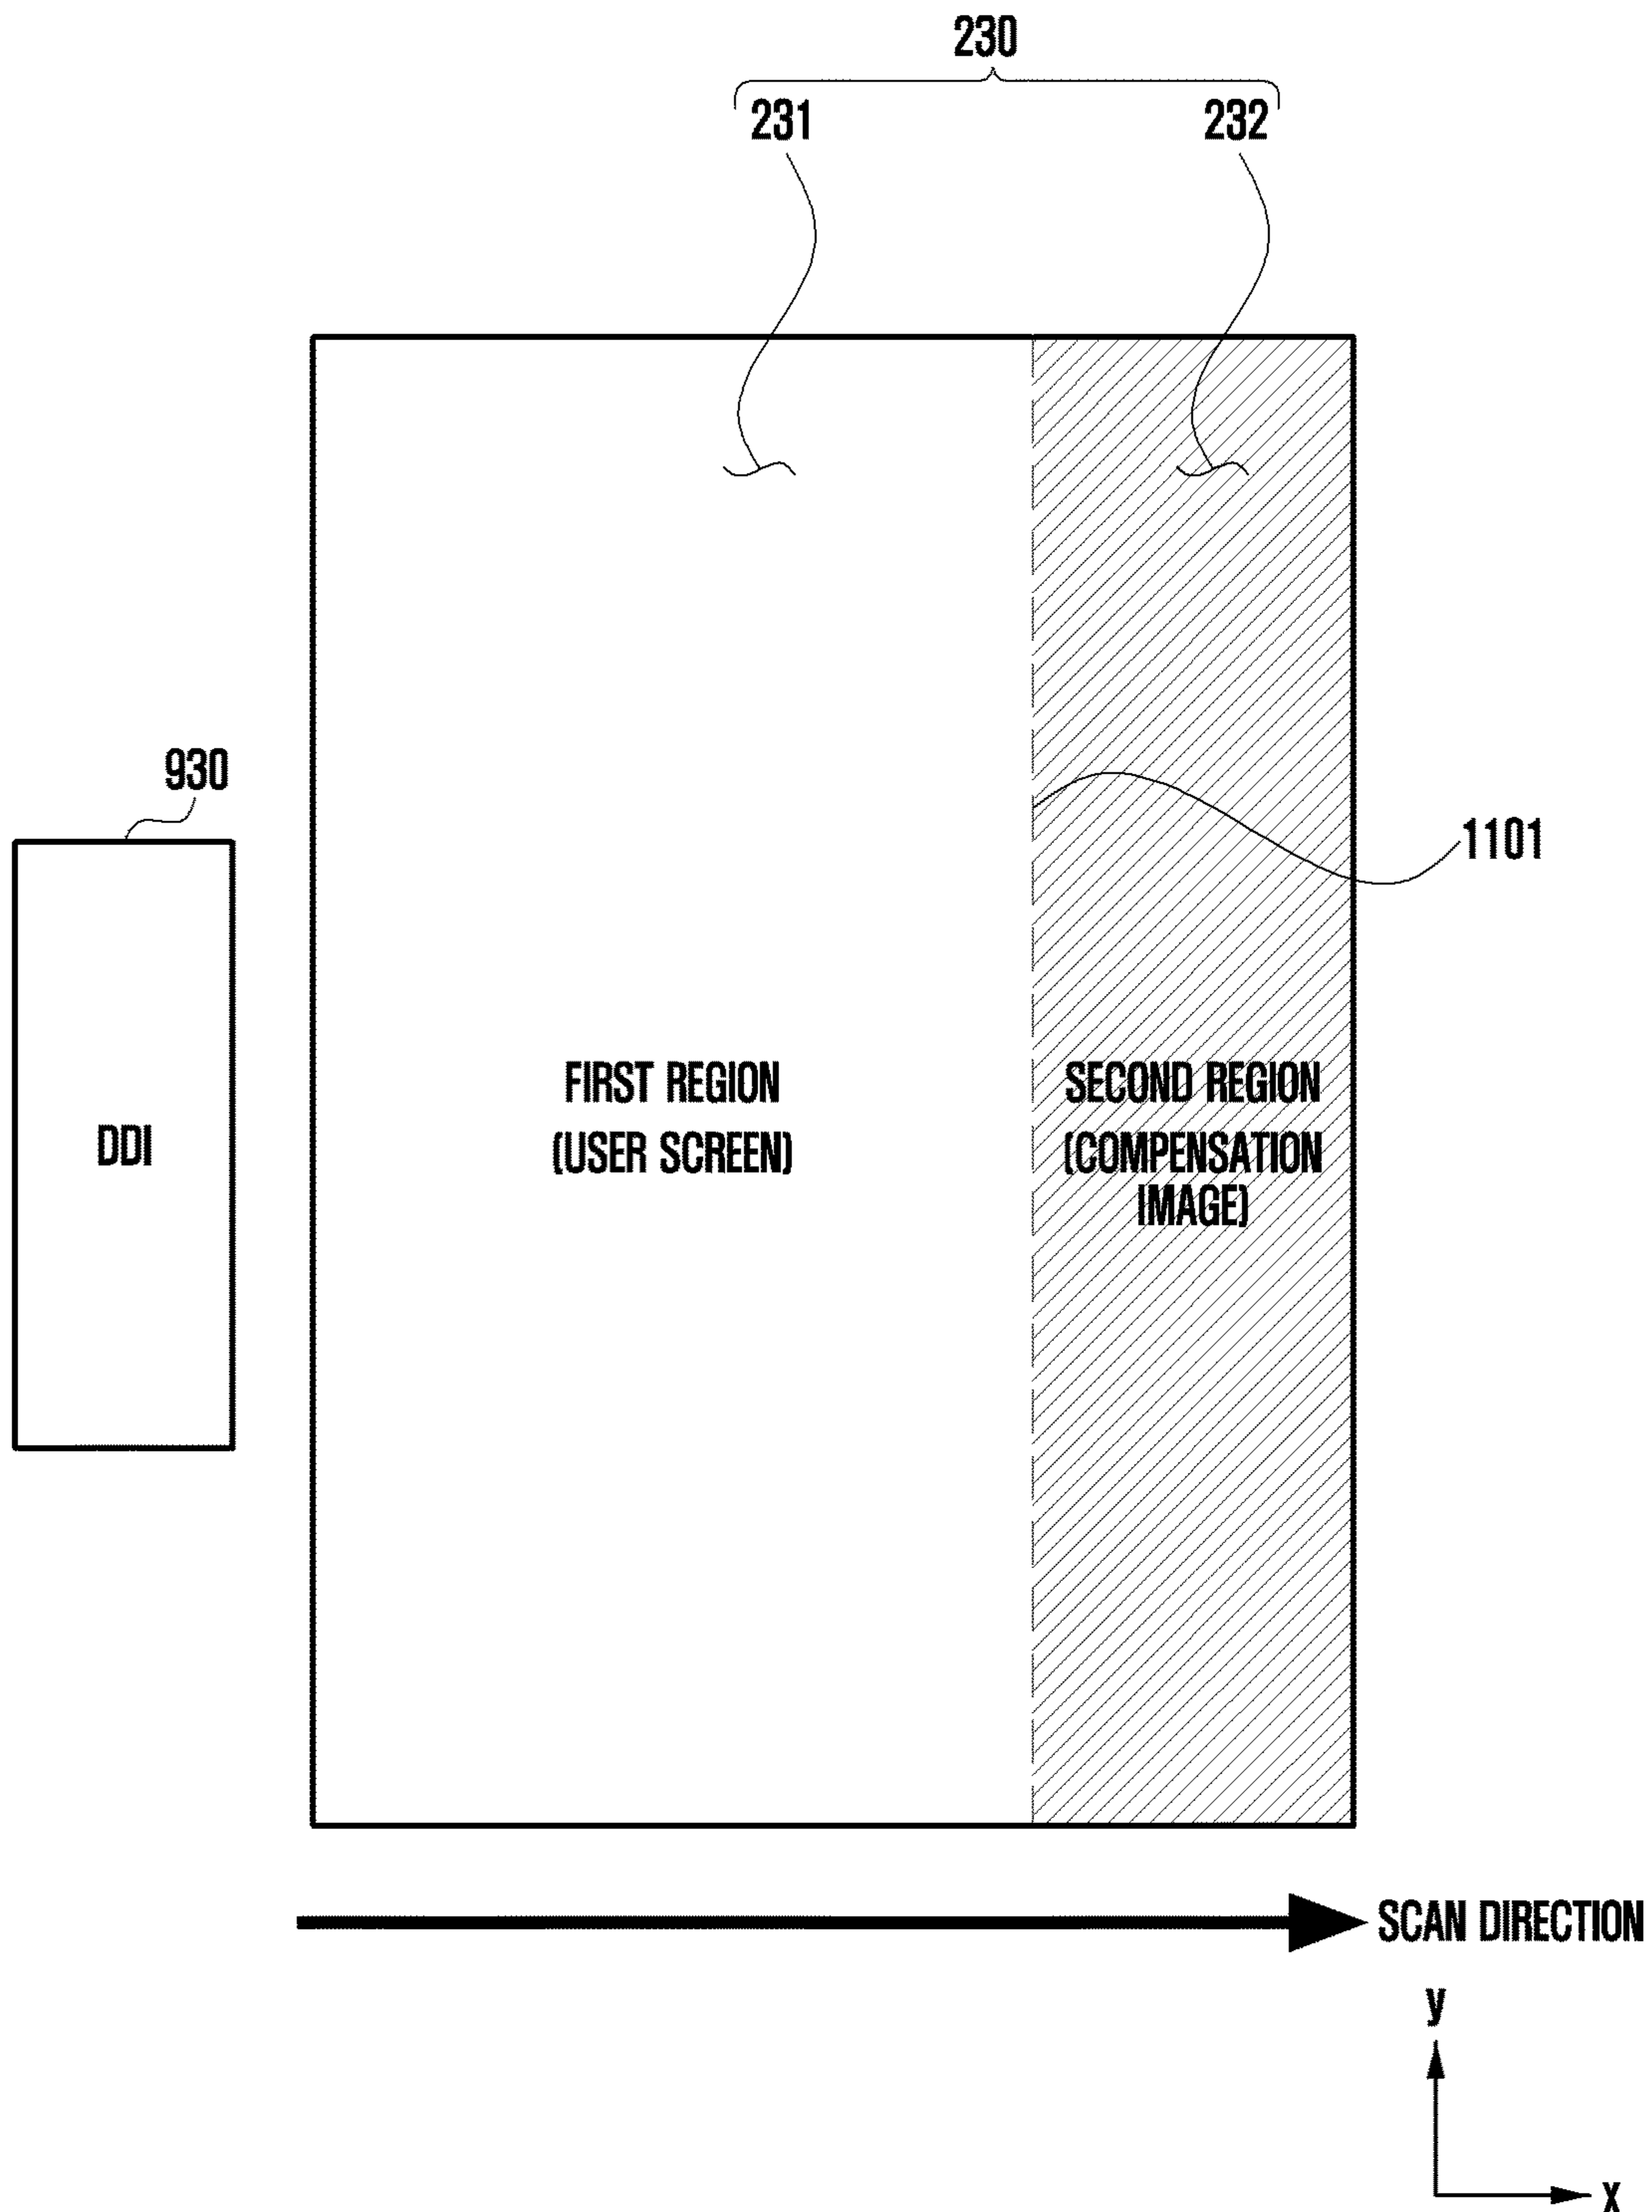 230
231
232
930
1101
DDI
FIRST REGION
(USER SCREEN)
SECOND REGION
(COMPENSATION
IMAGE)
SCAN DIRECTION
y
x